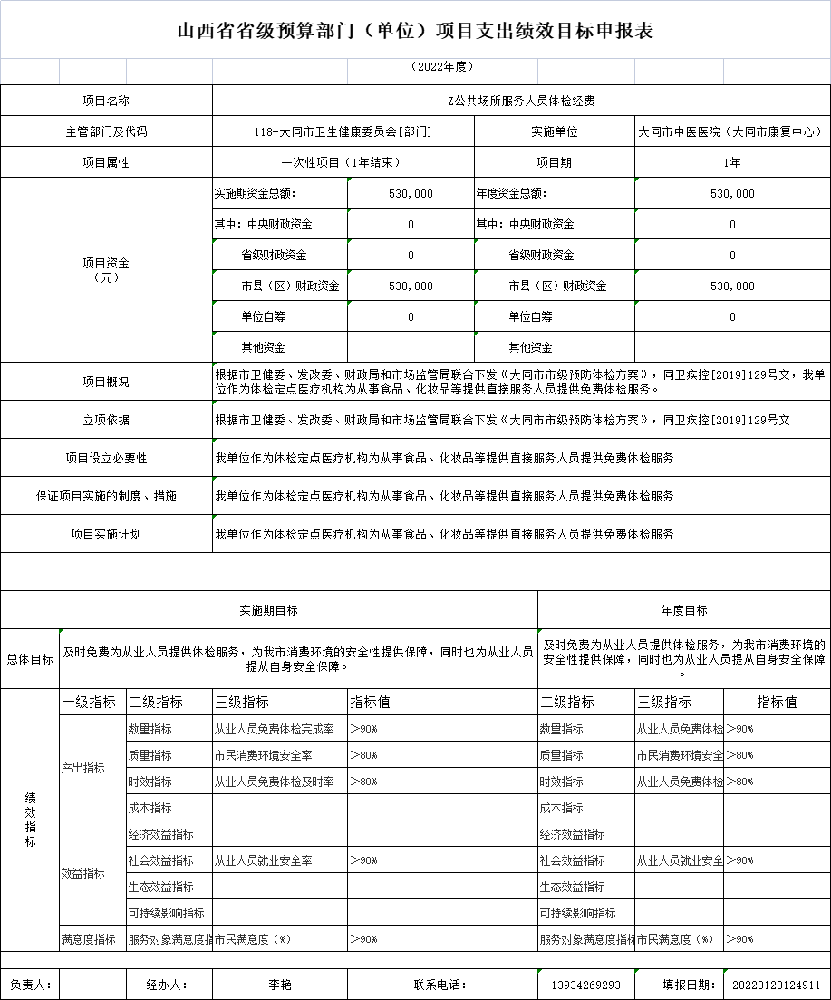 山西省省级预算部门（单位）项目支出绩效目标申报表
（2022年度）
项目名称 Z公共场所服务人员体检经费
主管部门及代码 118-大同市卫生健康委员会[部门] 实施单位 大同市中医医院（大同市康复中心）
项目属性 一次性项目（1年结束） 项目期 1年
项目资金
（元）
实施期资金总额： 530,000 年度资金总额： 530,000
其中：中央财政资金 0 其中：中央财政资金 0
省级财政资金 0 省级财政资金 0
市县（区）财政资金 530,000 市县（区）财政资金 530,000
单位自筹 0 单位自筹 0
其他资金 其他资金
项目概况
根据市卫健委、发改委、财政局和市场监管局联合下发《大同市市级预防体检方案》，同卫疾控[2019]129号文，我单
位作为体检定点医疗机构为从事食品、化妆品等提供直接服务人员提供免费体检服务。
立项依据 根据市卫健委、发改委、财政局和市场监管局联合下发《大同市市级预防体检方案》，同卫疾控[2019]129号文
项目设立必要性 我单位作为体检定点医疗机构为从事食品、化妆品等提供直接服务人员提供免费体检服务
保证项目实施的制度、措施 我单位作为体检定点医疗机构为从事食品、化妆品等提供直接服务人员提供免费体检服务
项目实施计划 我单位作为体检定点医疗机构为从事食品、化妆品等提供直接服务人员提供免费体检服务
实施期目标 年度目标
总体目标
及时免费为从业人员提供体检服务，为我市消费环境的安全性提供保障，同时也为从业人员
提从自身安全保障。
及时免费为从业人员提供体检服务，为我市消费环境的
安全性提供保障，同时也为从业人员提从自身安全保障
。
绩
效
指
标
一级指标 二级指标 三级指标 指标值 二级指标 三级指标 指标值
产出指标
数量指标 从业人员免费体检完成率 ＞90% 数量指标 从业人员免费体检 ＞90%
质量指标 市民消费环境安全率 ＞80% 质量指标 市民消费环境安全 ＞80%
时效指标 从业人员免费体检及时率 ＞80% 时效指标 从业人员免费体检 ＞80%
成本指标 成本指标
效益指标
经济效益指标 经济效益指标
社会效益指标 从业人员就业安全率 ＞90% 社会效益指标 从业人员就业安全 ＞90%
生态效益指标 生态效益指标
可持续影响指标 可持续影响指标
满意度指标 服务对象满意度指 市民满意度（%） ＞90% 服务对象满意度指标 市民满意度（%） ＞90%
负责人： 经办人： 李艳 联系电话： 13934269293 填报日期： 20220128124911